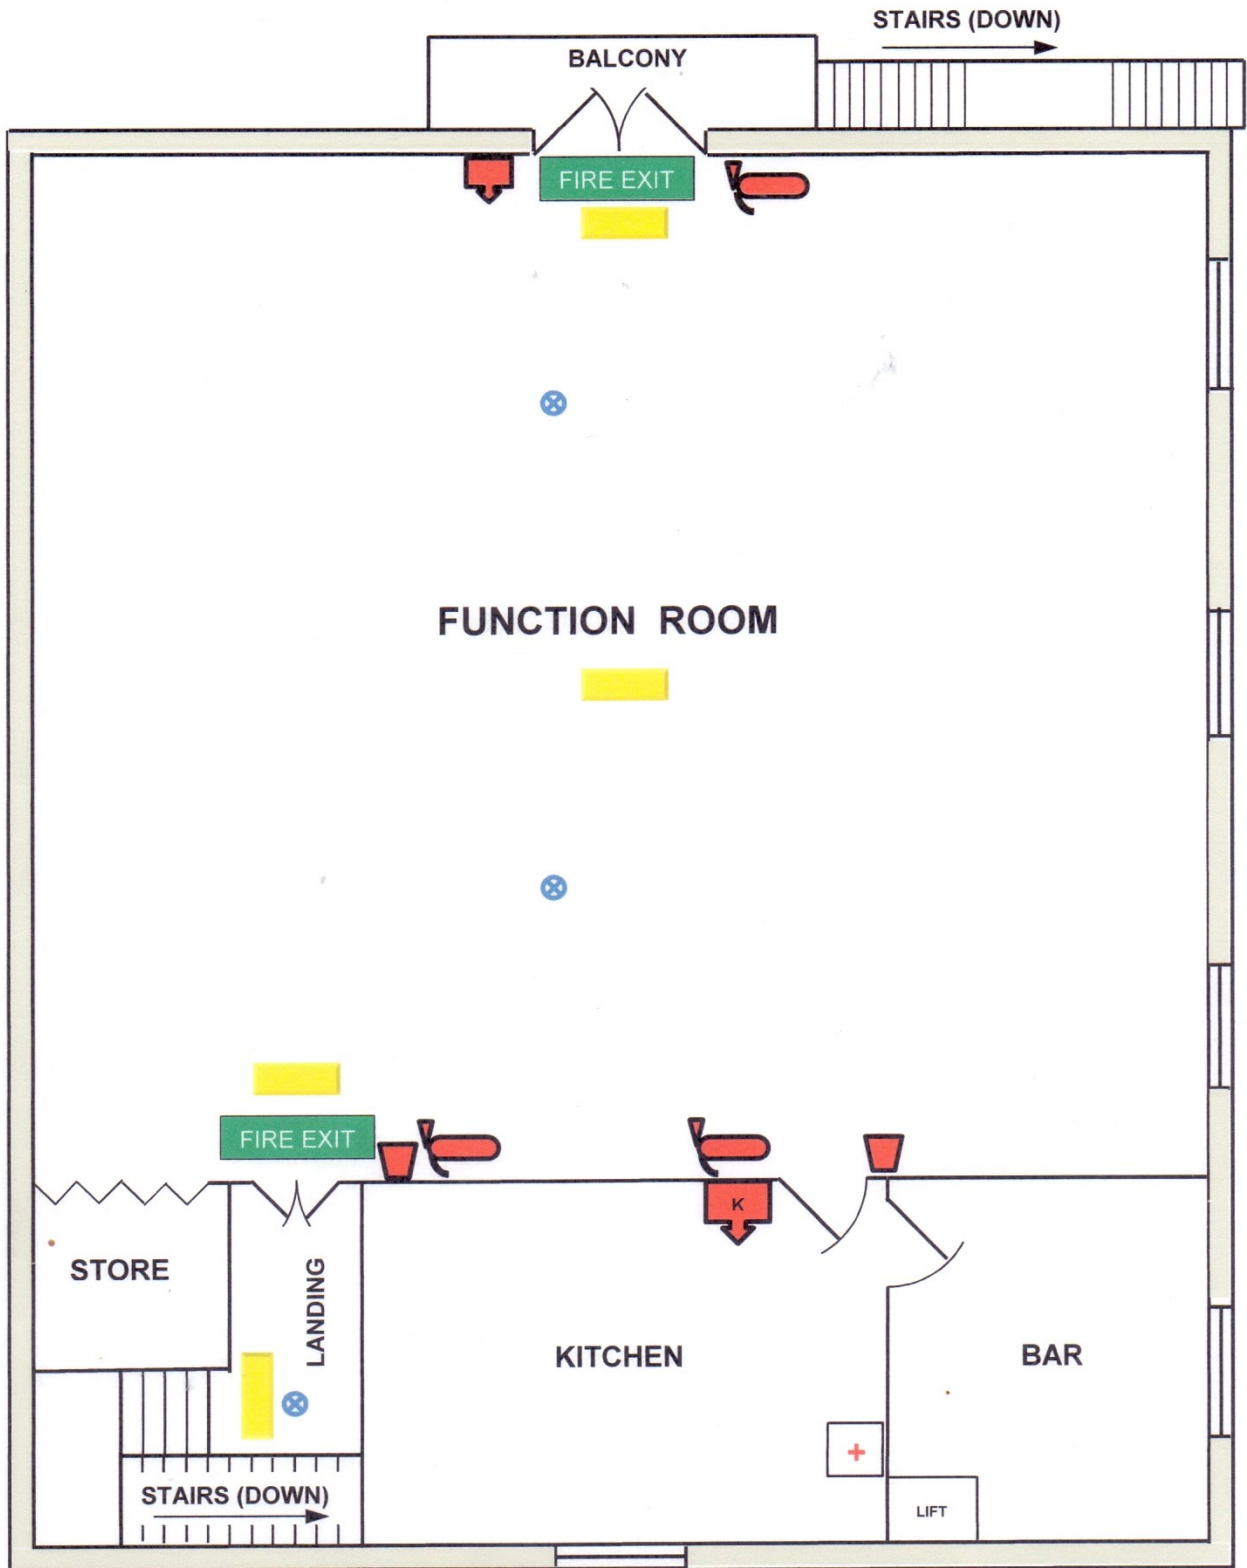 STAIRS (DOWN)
BALCONY
FIRE EXIT
FUNCTION ROOM
FIRE EXIT
K
STORE
LANDING
KITCHEN
BAR
STAIRS (DOWN)
LIFT